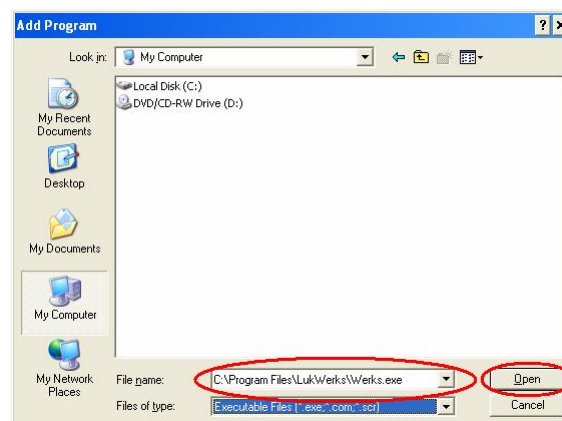 Add Program
Look in: My Computer
Local Disk (C:)
DVD/CD-RW Drive (D:)
My Recent
Documents
Desktop
My Documents
My Computer
My Network
Places
File name: C:\Program Files\LukWerks\Werks.exe Open
Files of type: Executable Files (*.exe;*.com;*.scr) Cancel